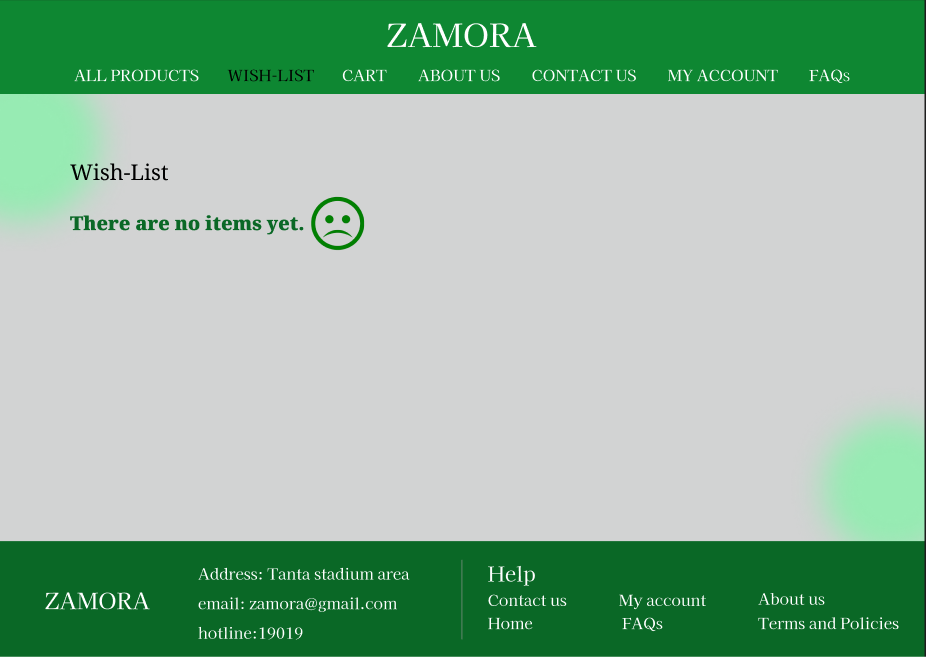 ZAMORA
ALL PRODUCTS WISH-LIST CART ABOUT US CONTACT US MY ACCOUNT FAQs
Wish-List
There are no items yet.
ZAMORA
Address: Tanta stadium area
email: zamora@gmail.com
hotline:19019
Help
Contact us My account About us
Home FAQs Terms and Policies